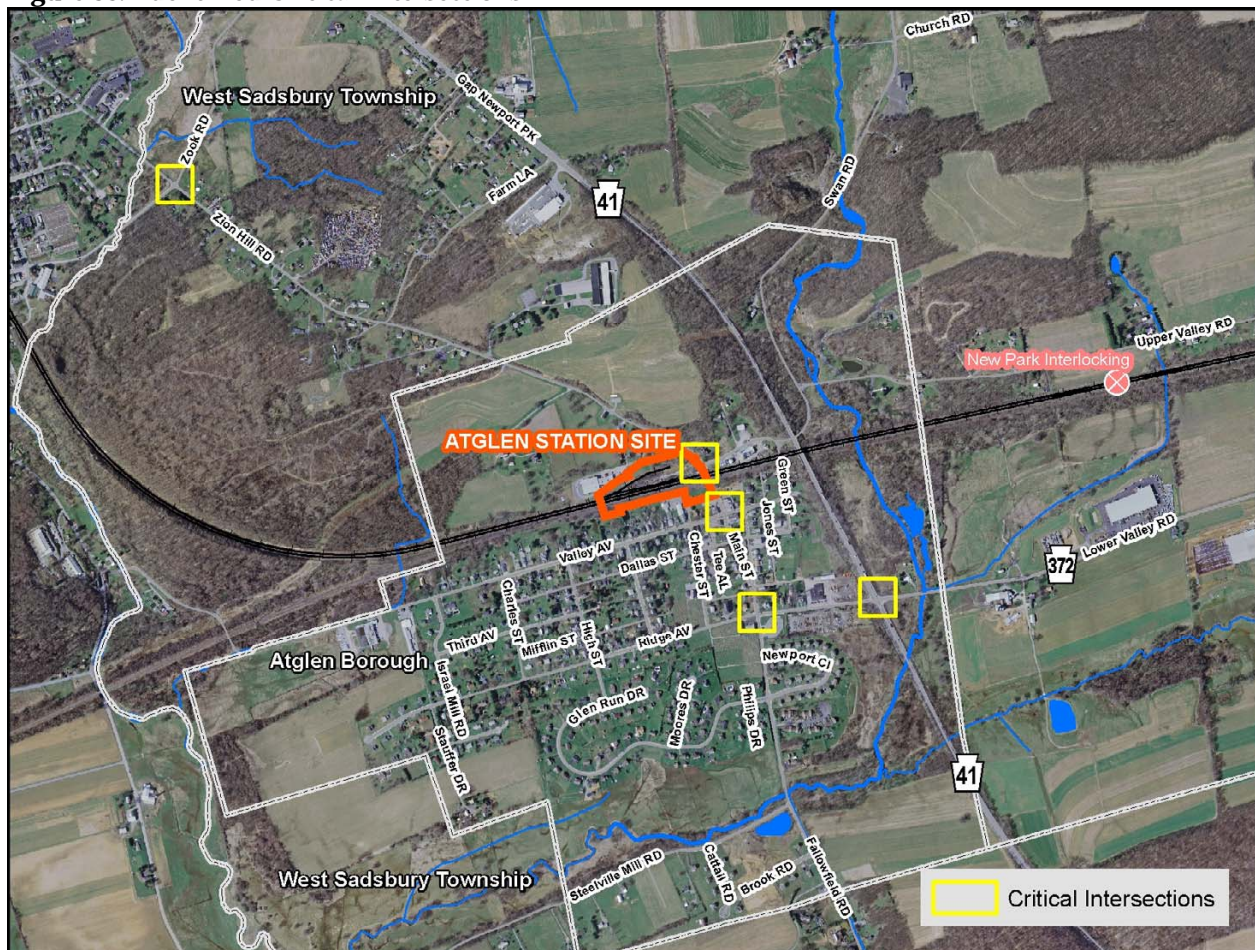 Church RD
West Sadsbury Township
Gap Newport PK
Zook RD
Farm LA
41
Swan RD
Zion Hill RD
Upper Valley RD
New Park Interlocking
ATGLEN STATION SITE
Green ST
Jones ST
Main ST
Tee AL
Chester ST
Valley AV
Dallas ST
Lower Valley RD
372
Charles ST
Third AV
Mifflin ST
High ST
Ridge AV
Atglen Borough
Newport CI
Israel Mill RD
Glen Run DR
Moores DR
Philips DR
Stauffer DR
41
West Sadsbury Township
Steelville Mill RD
Cattail RD
Brook RD
Fallowfield RD
Critical Intersections